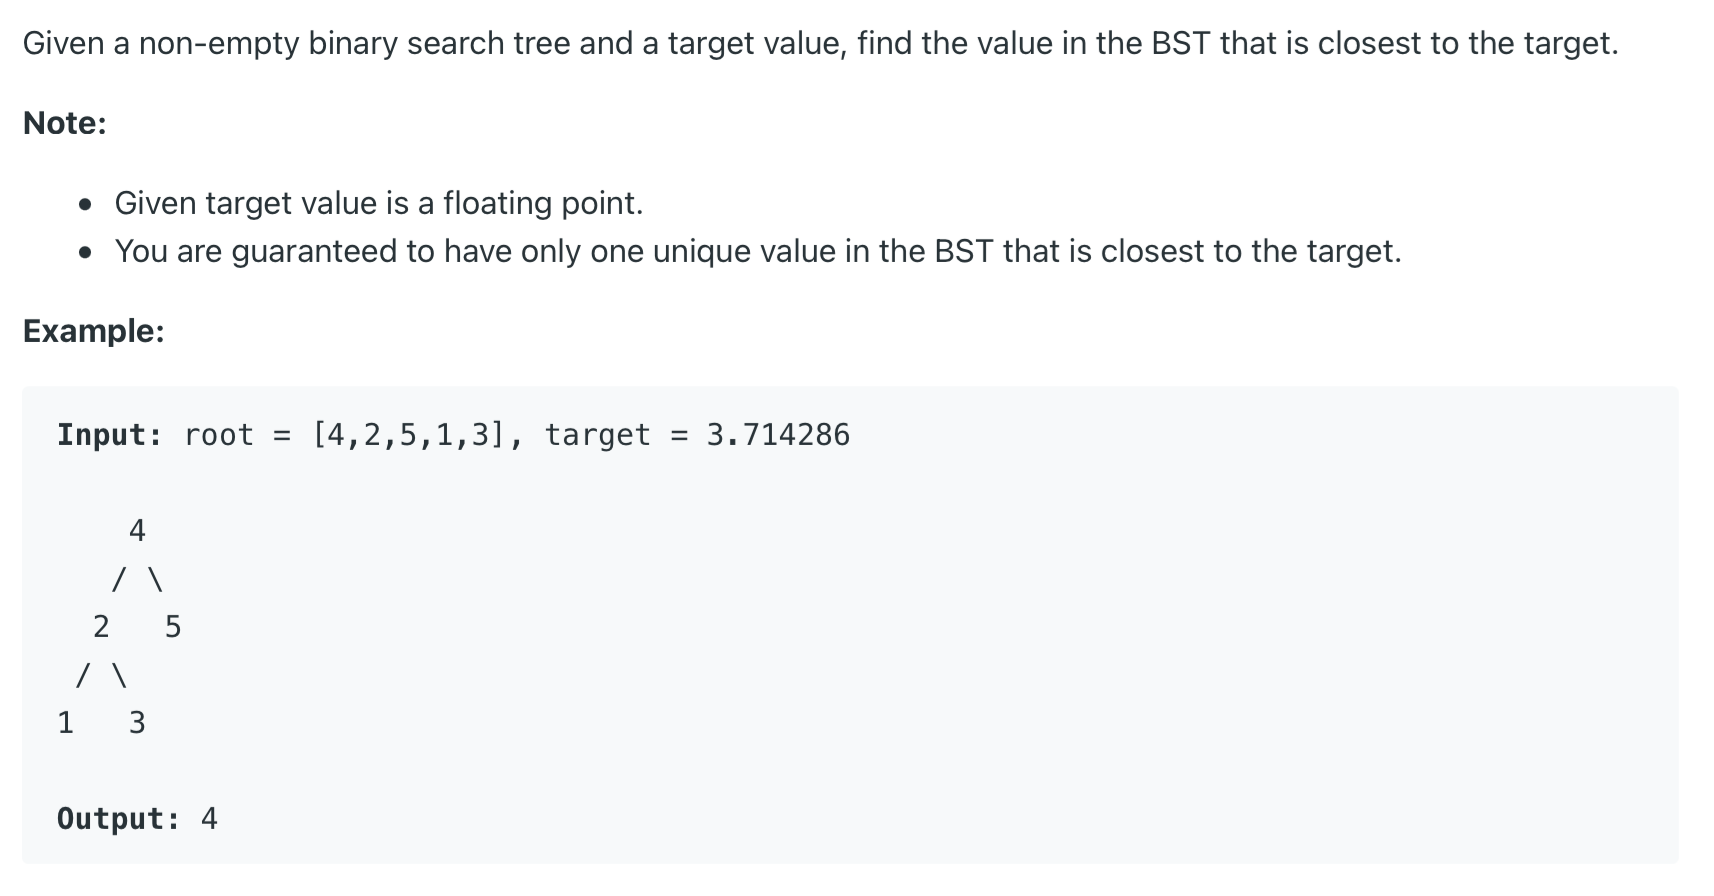 Given a non-empty binary search tree and a target value, find the value in the BST that is closest to the target.
Note:
• Given target value is a floating point.
• You are guaranteed to have only one unique value in the BST that is closest to the target.
Example:
Input: root = [4,2,5,1,3], target = 3.714286
    4
   / \
  2   5
 / \
1   3
Output: 4